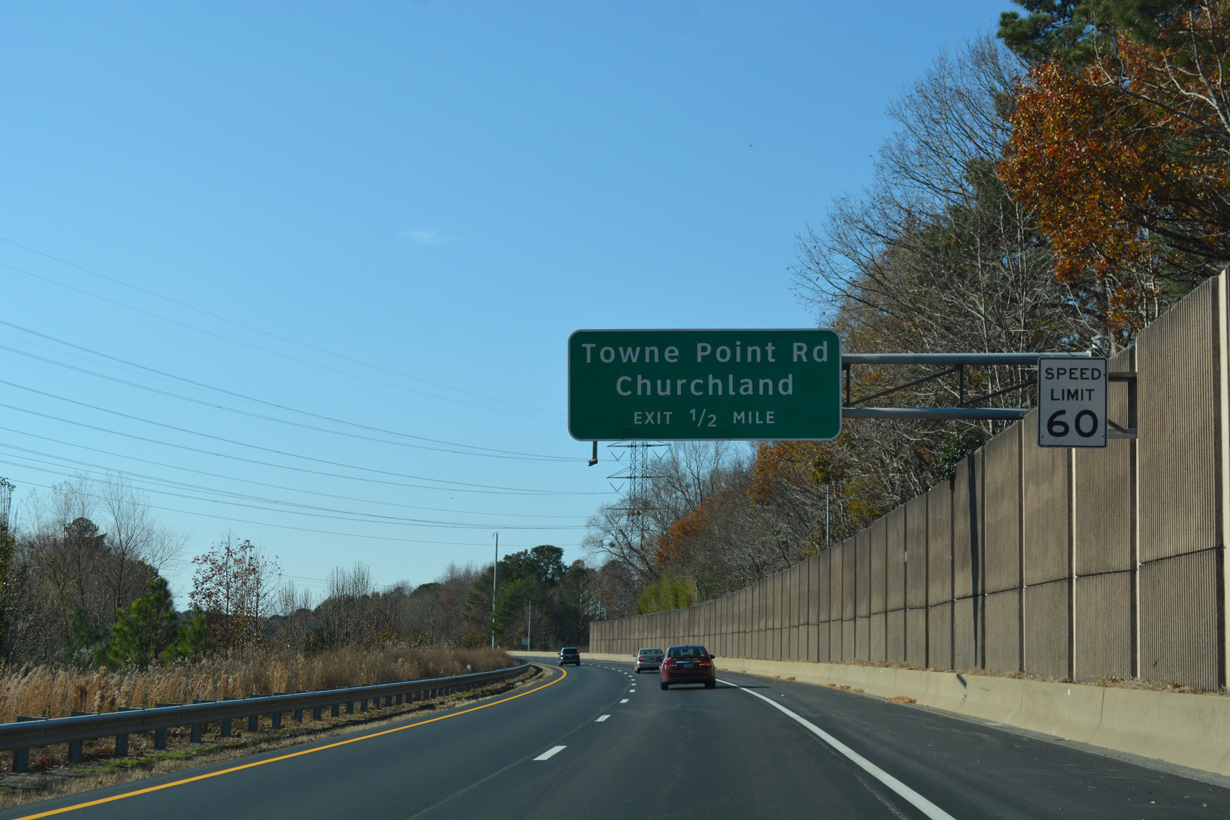 Towne Point Rd
Churchland
EXIT 1/2 MILE
SPEED
LIMIT
60